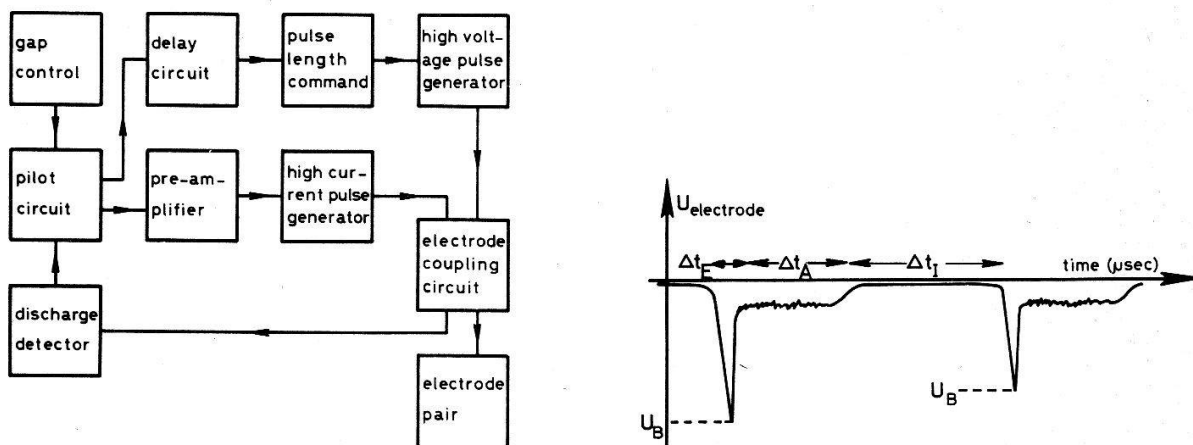 gap
control
delay
circuit
pulse
length
command
high volt-
age pulse
generator
pilot
circuit
pre-am-
plifier
high cur-
rent pulse
generator
electrode
coupling
circuit
discharge
detector
electrode
pair
U electrode
Δt E
Δt A
Δt I
time (μsec)
U B
U B